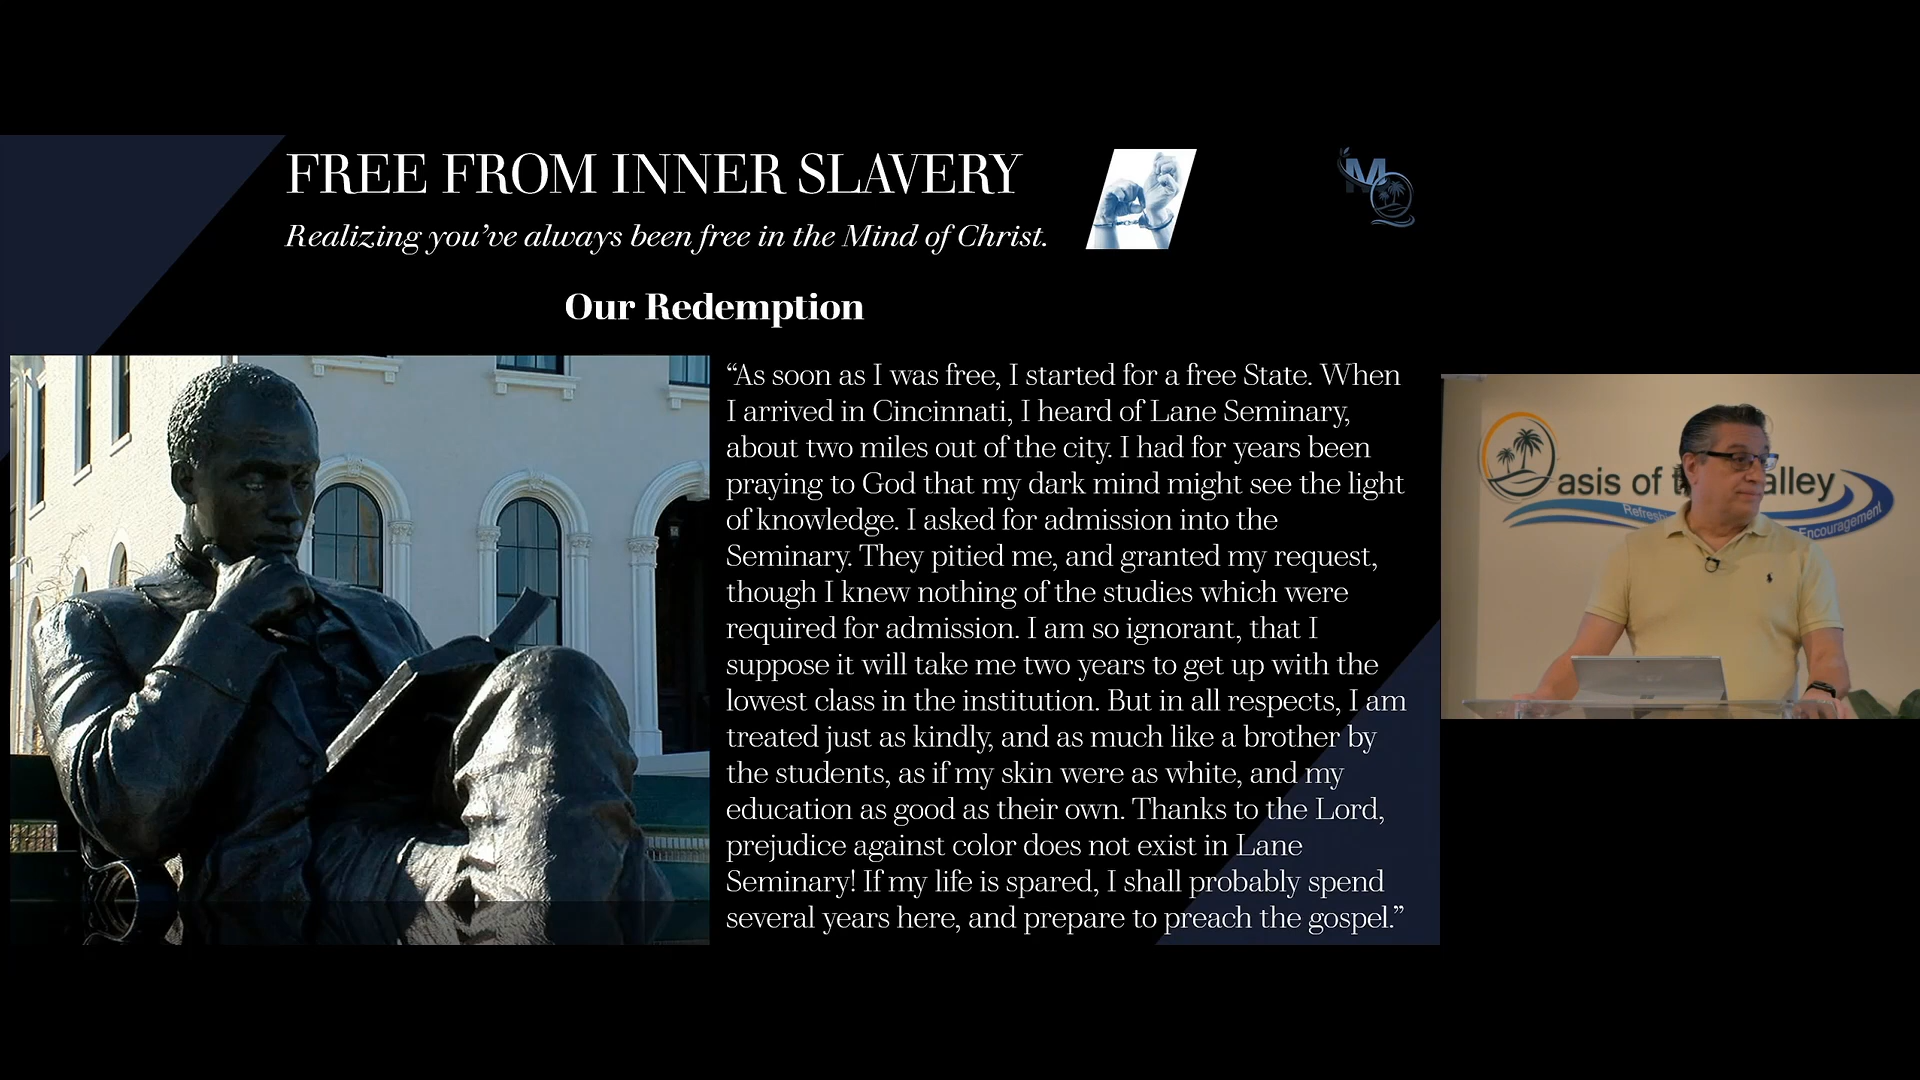 FREE FROM INNER SLAVERY
Realizing you’ve always been free in the Mind of Christ.
MO
Our Redemption
“As soon as I was free, I started for a free State. When
I arrived in Cincinnati, I heard of Lane Seminary,
about two miles out of the city. I had for years been
praying to God that my dark mind might see the light
of knowledge. I asked for admission into the
Seminary. They pitied me, and granted my request,
though I knew nothing of the studies which were
required for admission. I am so ignorant, that I
suppose it will take me two years to get up with the
lowest class in the institution. But in all respects, I am
treated just as kindly, and as much like a brother by
the students, as if my skin were as white, and my
education as good as their own. Thanks to the Lord,
prejudice against color does not exist in Lane
Seminary! If my life is spared, I shall probably spend
several years here, and prepare to preach the gospel.”
asis of alley
Encouragement